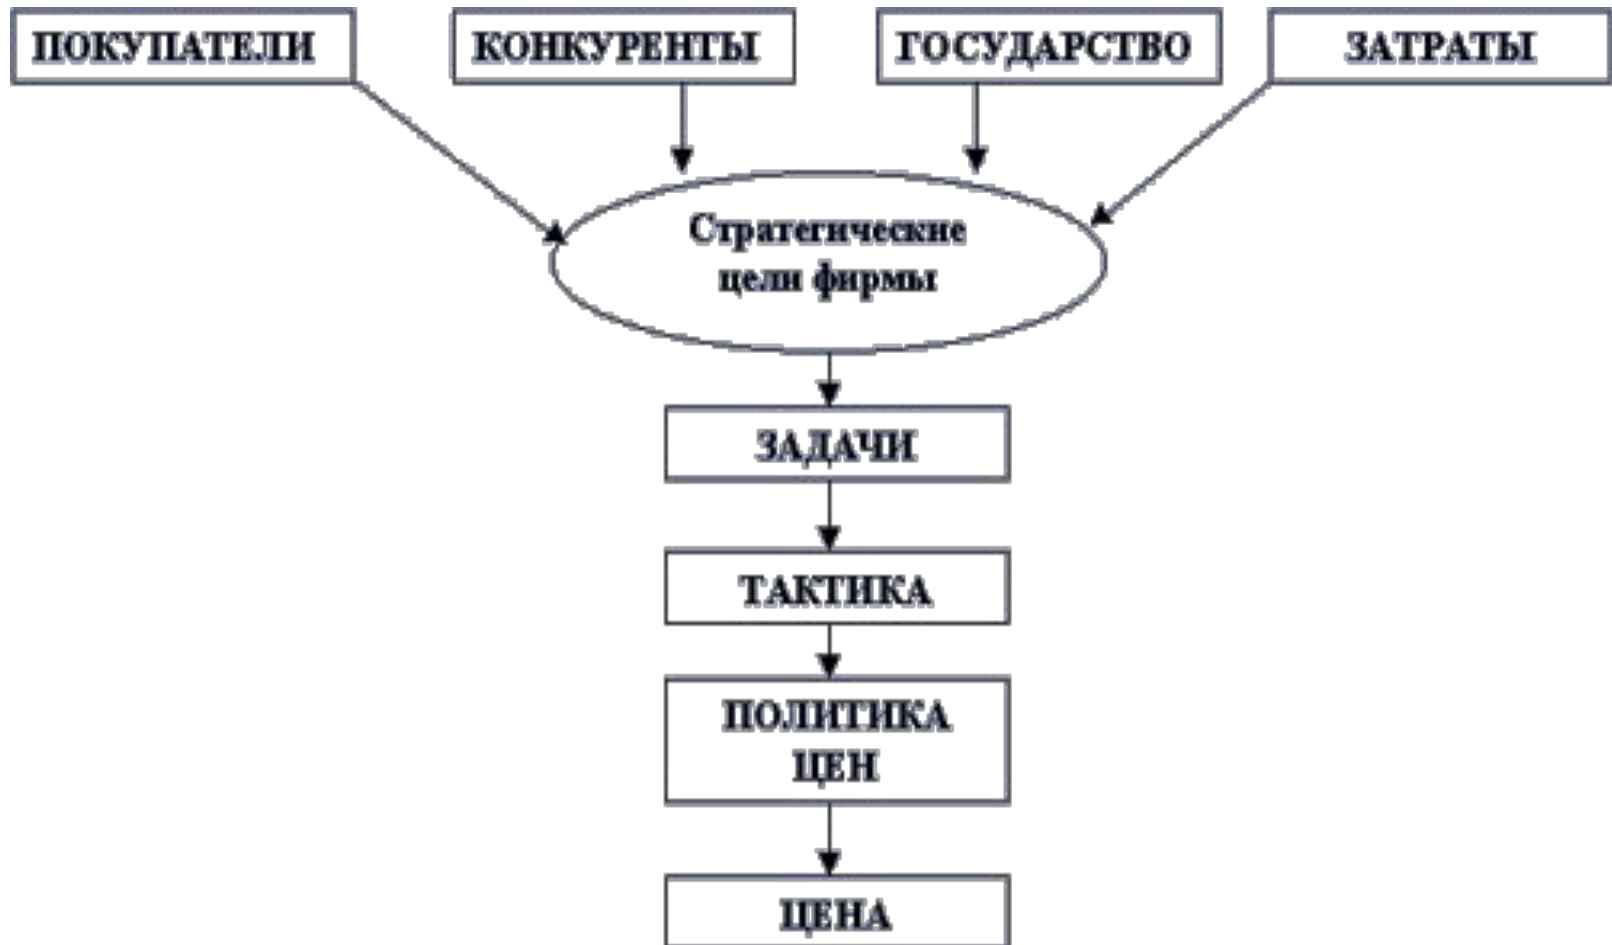 ПОКУПАТЕЛИ
КОНКУРЕНТЫ
ГОСУДАРСТВО
ЗАТРАТЫ
Стратегические
цели фирмы
ЗАДАЧИ
ТАКТИКА
ПОЛИТИКА
ЦЕН
ЦЕНА